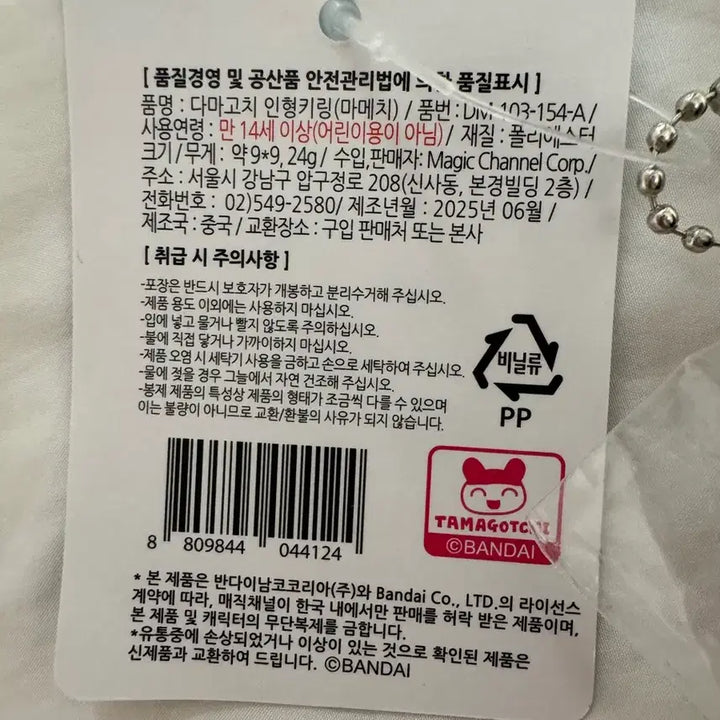 [ 품질경영 및 공산품 안전관리법에 의한 품질표시 ]
품명 : 다마고치 인형키링(마메치) / 품번 : DM-103-154-A /
사용연령 : 만 14세 이상(어린이용이 아님) / 재질 : 폴리에스터
크기/무게 : 약 9*9, 24g / 수입,판매자: Magic Channel Corp./
주소 : 서울시 강남구 압구정로 208(신사동, 본경빌딩 2층) /
전화번호 : 02)549-2580/ 제조년월 : 2025년 06월 /
제조국 : 중국 / 교환장소 : 구입 판매처 또는 본사
[ 취급 시 주의사항 ]
-포장은 반드시 보호자가 개봉하고 분리수거해 주십시오.
-제품 용도 이외에는 사용하지 마십시오.
-입에 넣고 물거나 빨지 않도록 주의하십시오.
-불에 직접 닿거나 가까이하지 마십시오.
-제품 오염 시 세탁기 사용을 금하고 손으로 세탁하여 주십시오.
-물에 젖을 경우 그늘에서 자연 건조해 주십시오.
-봉제 제품의 특성상 제품의 형태가 조금씩 다를 수 있으며
이는 불량이 아니므로 교환/환불의 사유가 되지 않습니다.
비닐류
PP
8 809844 044124
TAMAGOTCHI
©BANDAI
* 본 제품은 반다이남코코리아(주)와 Bandai Co., LTD.의 라이선스
계약에 따라, 매직채널이 한국 내에서만 판매를 허락 받은 제품이며,
본 제품 및 캐릭터의 무단복제를 금합니다.
*유통중에 손상되었거나 이상이 있는 것으로 확인된 제품은
신제품과 교환하여 드립니다. ©BANDAI